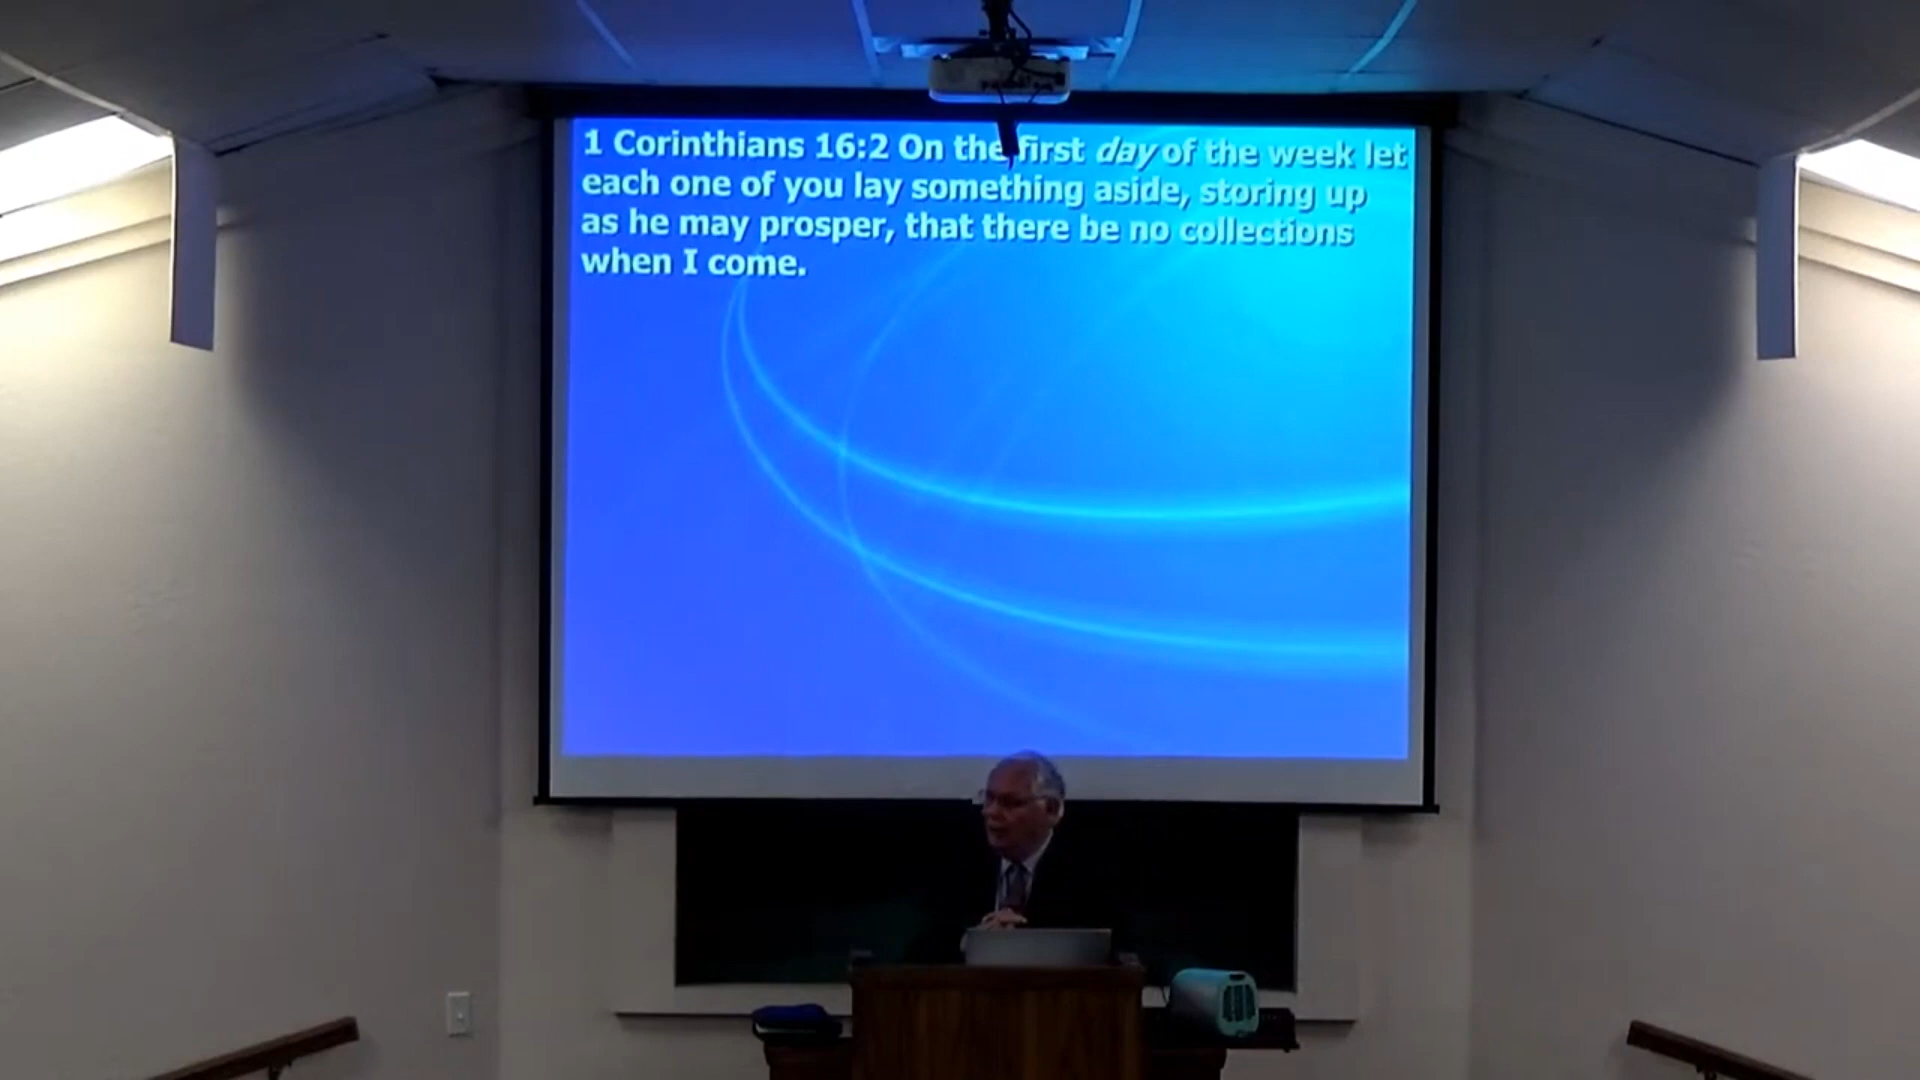 1 Corinthians 16:2 On the first day of the week let
each one of you lay something aside, storing up
as he may prosper, that there be no collections
when I come.